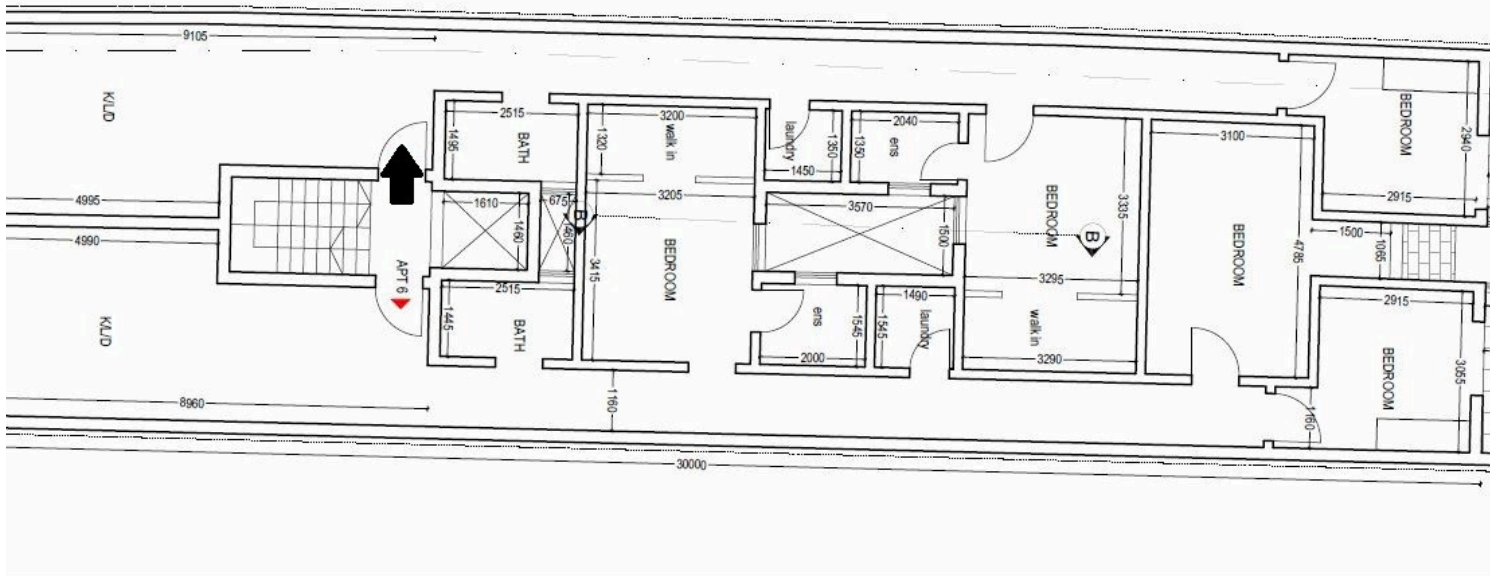 9105
K/L/D
2515
BATH
1495
3200
1320
walk in
3205
laundry
1350
1450
2040
1350
ens
3335
BEDROOM
3100
BEDROOM
2940
2915
4995
4990
1610
1460
675
460
B
3415
BEDROOM
3570
1500
B
3295
4785
BEDROOM
1500
1065
APT 6
K/L/D
2515
1445
BATH
ens
1545
2000
1490
1545
laundry
walk in
3290
2915
BEDROOM
3055
8960
1160
1160
30000